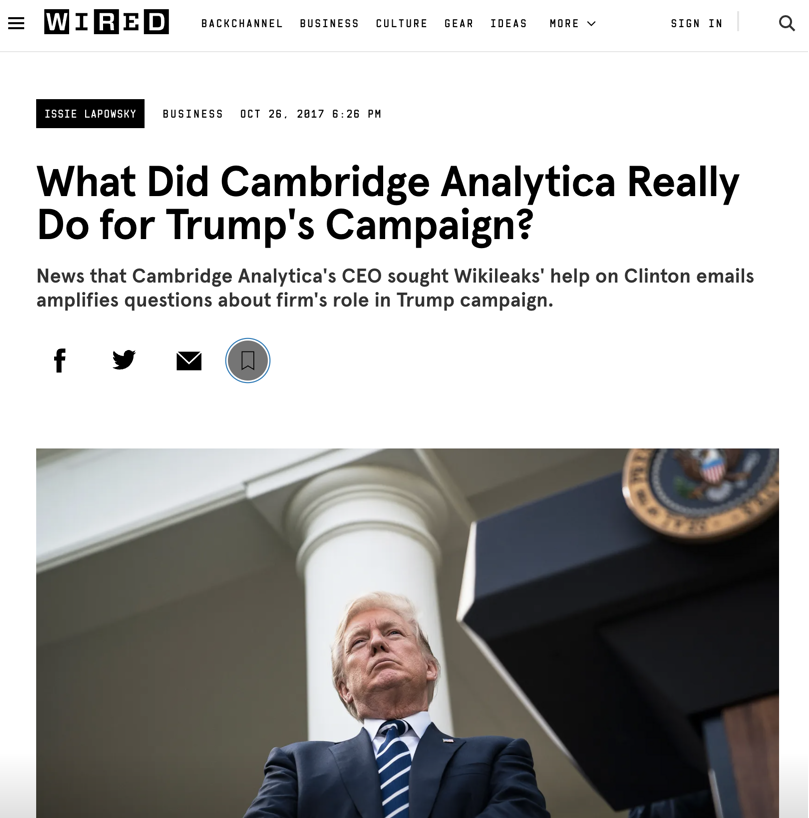 WIRED
BACKCHANNEL BUSINESS CULTURE GEAR IDEAS MORE SIGN IN
ISSIE LAPOWSKY BUSINESS OCT 26, 2017 6:26 PM
What Did Cambridge Analytica Really
Do for Trump's Campaign?
News that Cambridge Analytica's CEO sought Wikileaks' help on Clinton emails
amplifies questions about firm's role in Trump campaign.